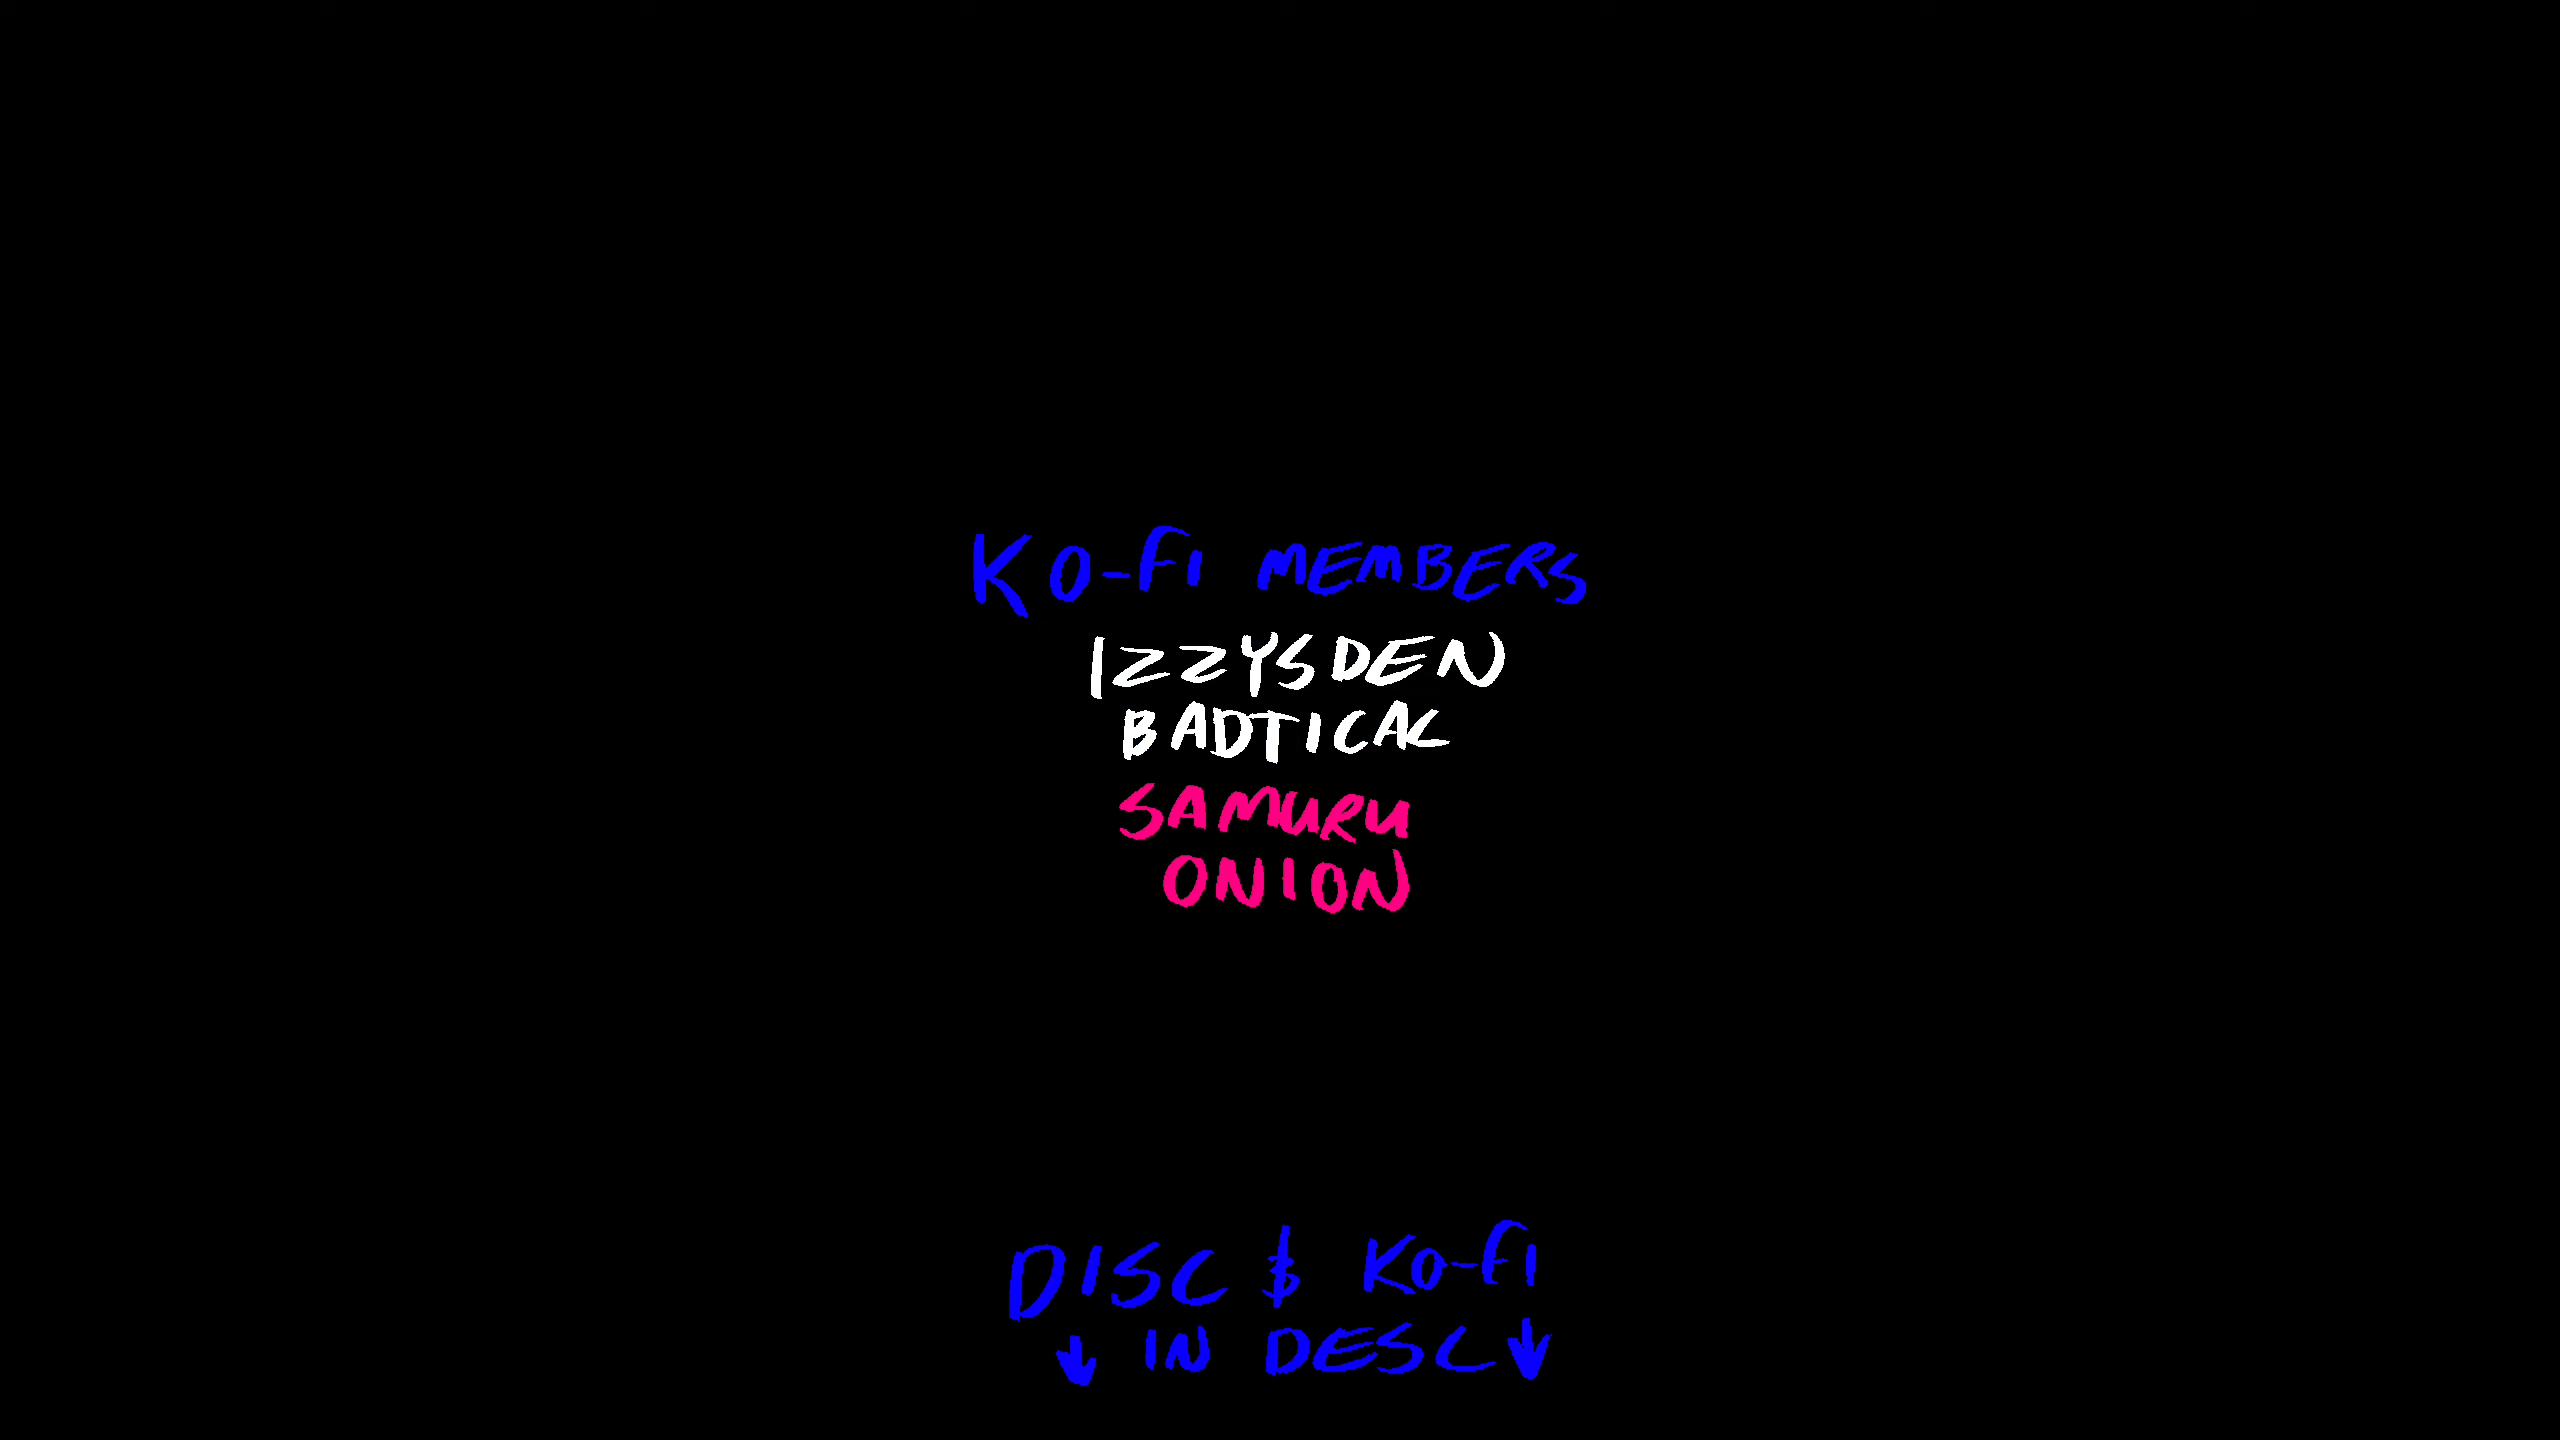 KO-FI MEMBERS
IZZYSDEN
BADTICAL
SAMURU
ONION
DISC & KO-FI
↓ IN DESC ↓